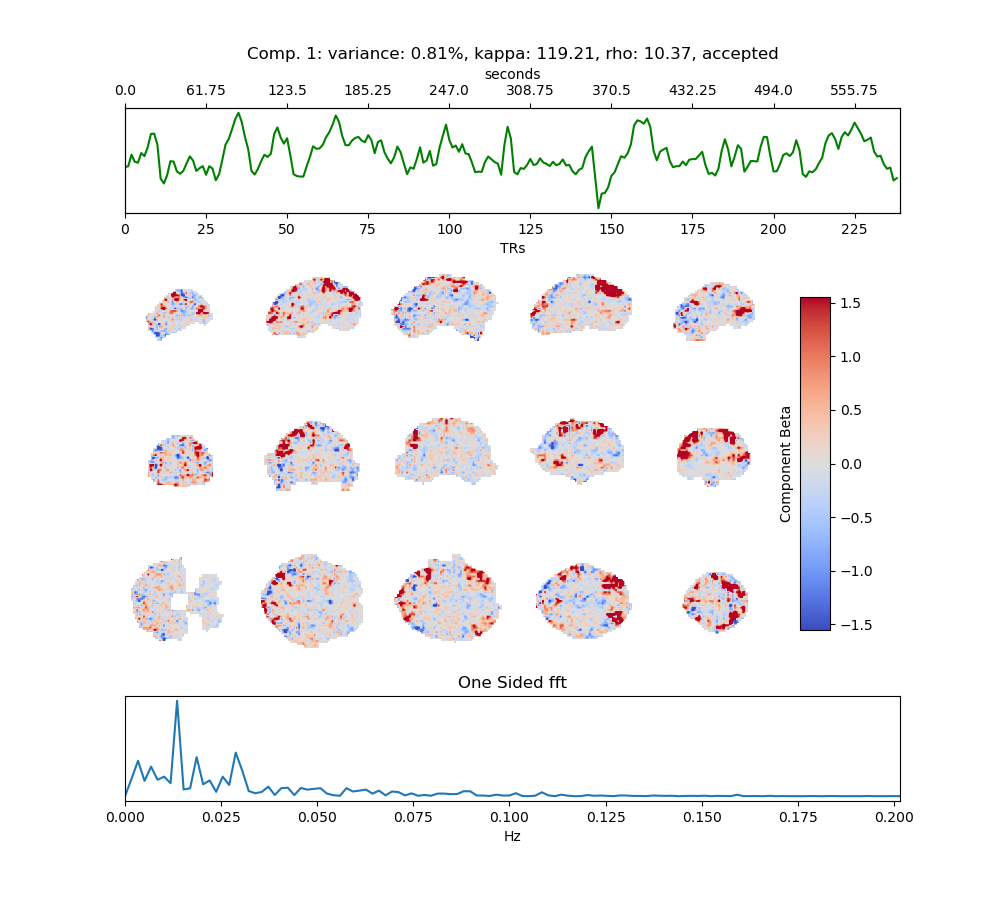 Comp. 1: variance: 0.81%, kappa: 119.21, rho: 10.37, accepted
seconds
0.0 61.75 123.5 185.25 247.0 308.75 370.5 432.25 494.0 555.75
0 25 50 75 100 125 150 175 200 225
TRs
1.5
1.0
0.5
0.0
−0.5
−1.0
−1.5
Component Beta
One Sided fft
0.000 0.025 0.050 0.075 0.100 0.125 0.150 0.175 0.200
Hz